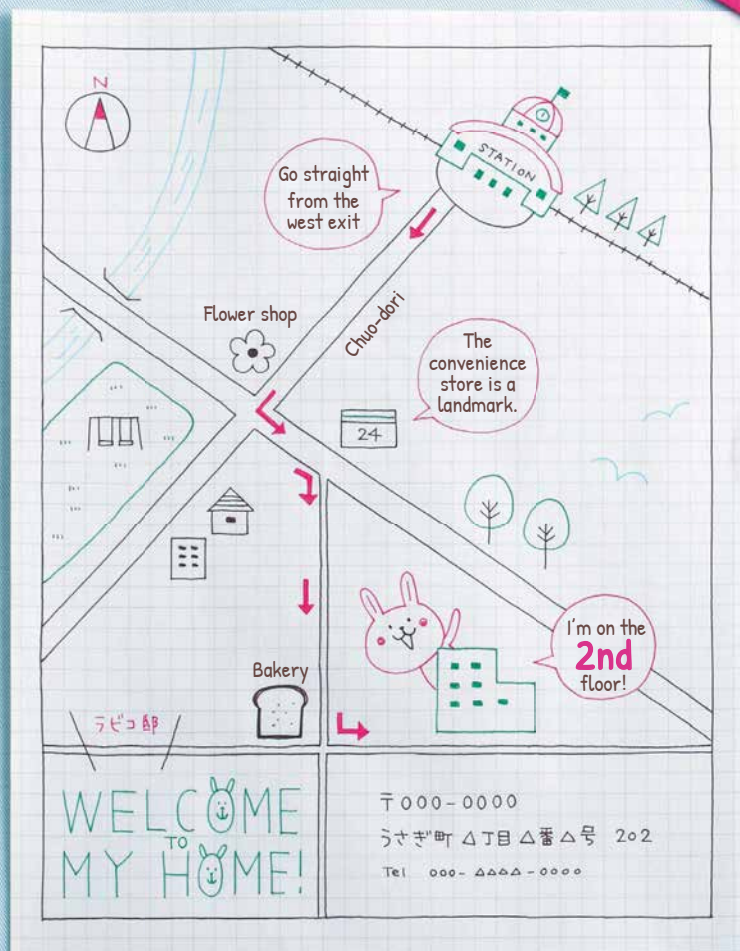 N
STATION
Go straight
from the
west exit
Flower shop
Chuo-dori
The
convenience
store is a
landmark.
24
I'm on the
2nd
floor!
Bakery
ラビコ邸
WELCOME
TO
MY HOME!
〒000-0000
うさぎ町 △丁目 △番△号 202
Tel 000-△△△△-0000